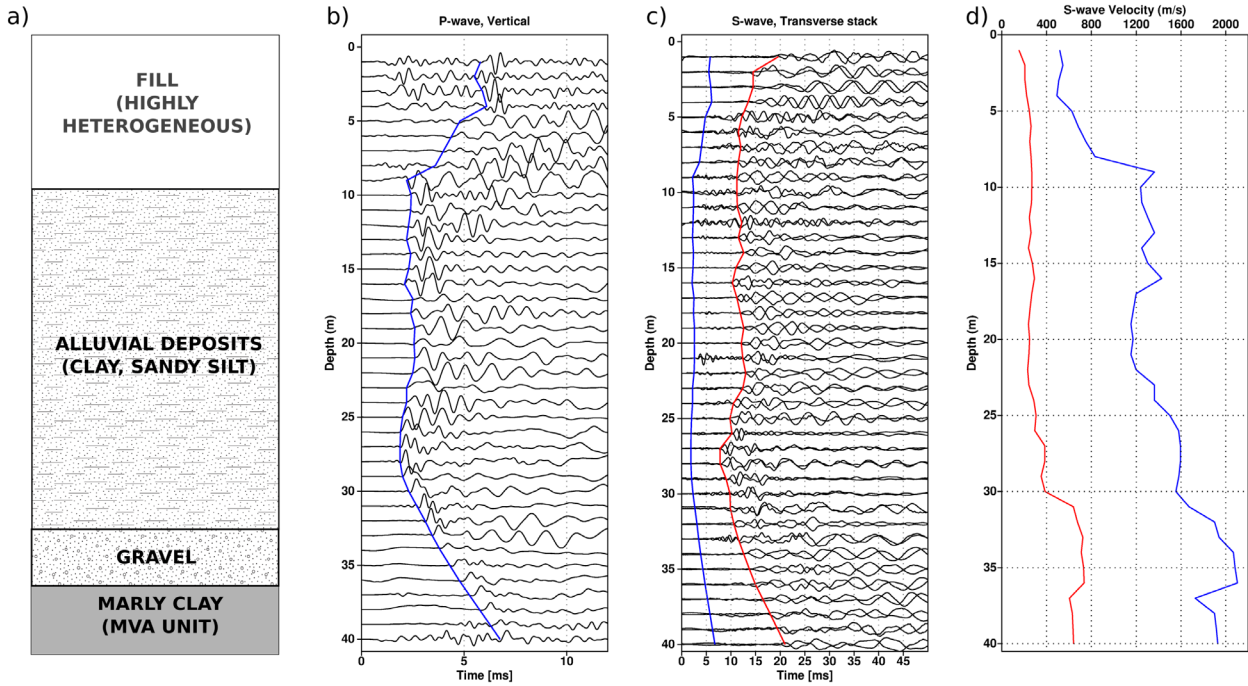 a)
FILL
(HIGHLY
HETEROGENEOUS)
ALLUVIAL DEPOSITS
(CLAY, SANDY SILT)
GRAVEL
MARLY CLAY
(MVA UNIT)
b)
P-wave, Vertical
0
5
10
15
20
25
30
35
40
Depth (m)
0 5 10
Time [ms]
c)
S-wave, Transverse stack
0
5
10
15
20
25
30
35
40
Depth (m)
0 5 10 15 20 25 30 35 40 45
Time [ms]
d)
S-wave Velocity (m/s)
0 400 800 1200 1600 2000
0
5
10
15
20
25
30
35
40
Depth (m)